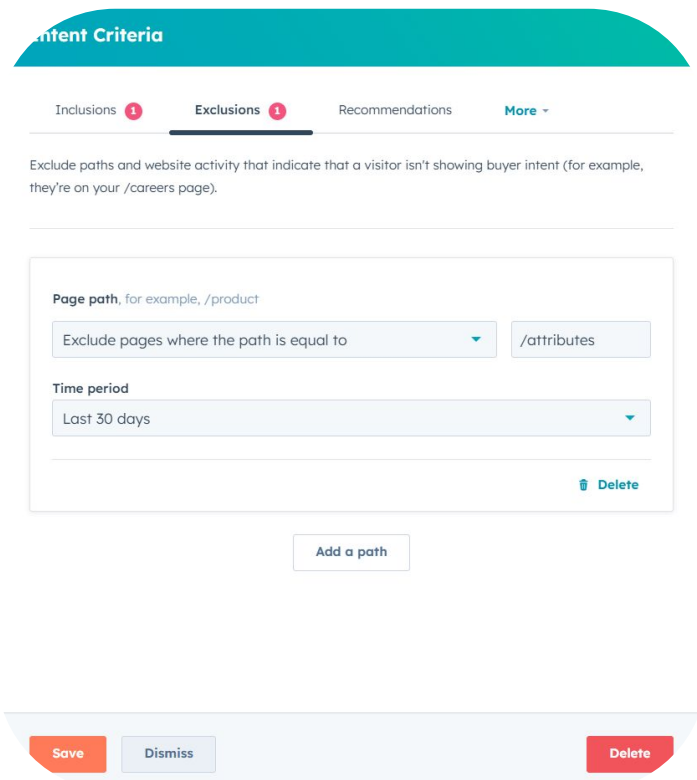 Intent Criteria
Inclusions 1 Exclusions 1 Recommendations More
Exclude paths and website activity that indicate that a visitor isn't showing buyer intent (for example,
they're on your /careers page).
Page path, for example, /product
Exclude pages where the path is equal to /attributes
Time period
Last 30 days
Delete
Add a path
Save Dismiss Delete